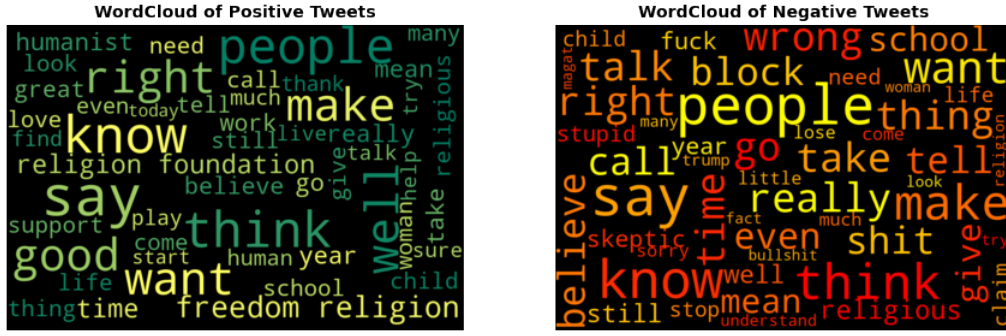 WordCloud of Positive Tweets
humanist need people many
look right call thank mean
great even today tell much make try religious
love know work still live really
find religion foundation give talk help
say believe go well woman take
support play think sure
good come start human year
want school life child
thing time freedom religion
WordCloud of Negative Tweets
child fuck wrong school
magat talk block need want
right many people woman life thing
stupid lose come religion
call year trump go take tell
believe say time little really look make
fact much
skeptic sorry even shit give try
bullshit
know well think claim
still stop mean religious
understand